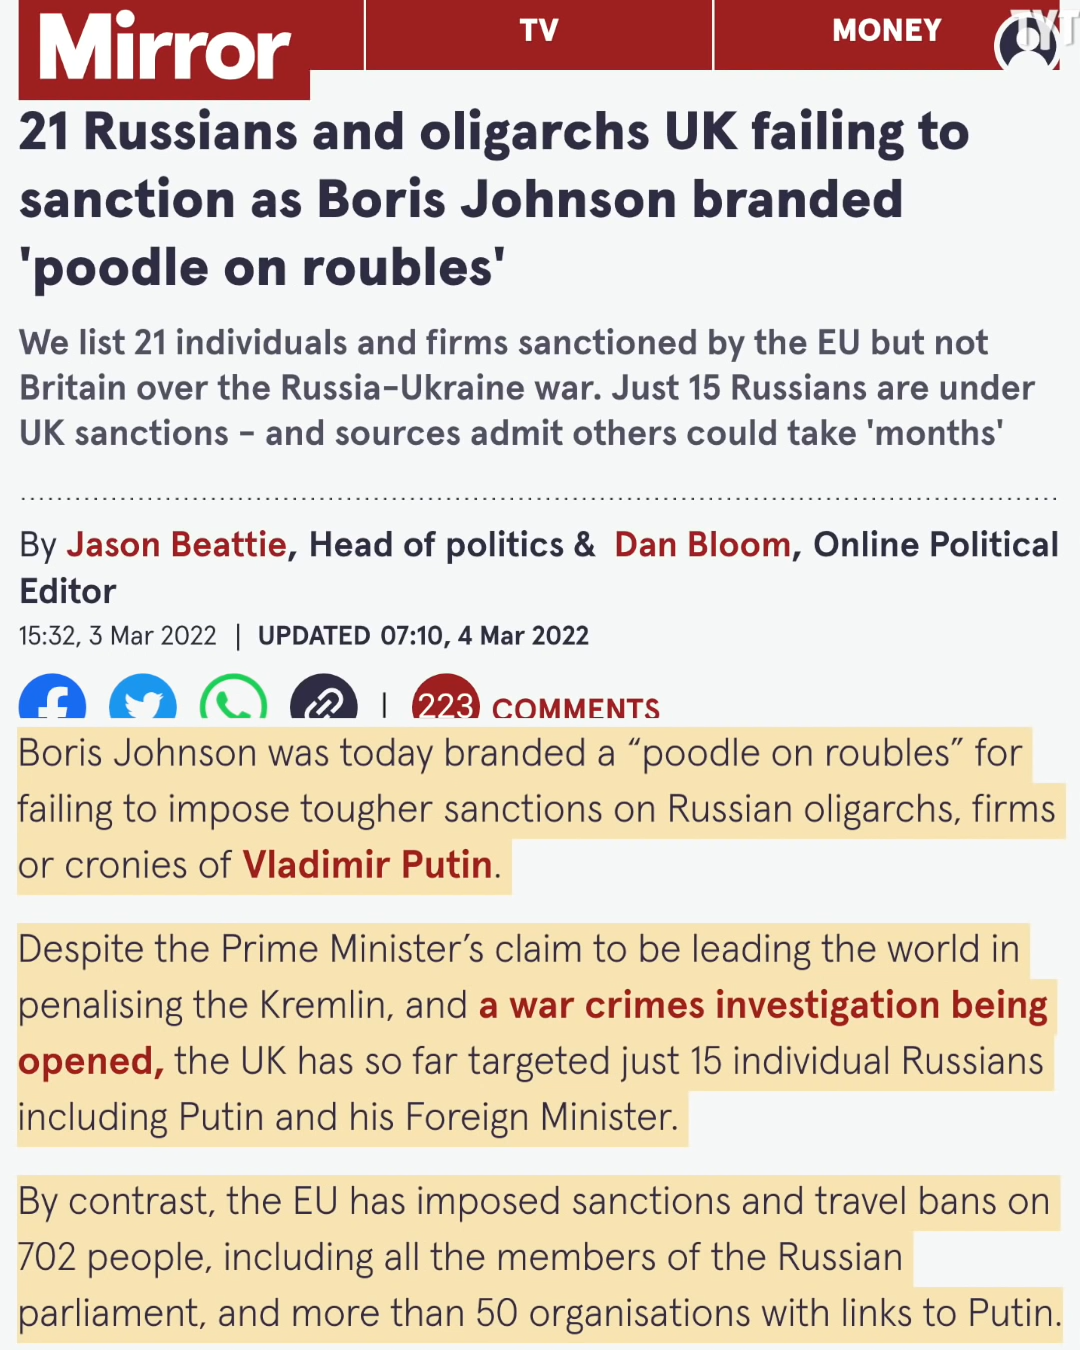 Mirror
TV
MONEY
TYT
21 Russians and oligarchs UK failing to
sanction as Boris Johnson branded
'poodle on roubles'
We list 21 individuals and firms sanctioned by the EU but not
Britain over the Russia-Ukraine war. Just 15 Russians are under
UK sanctions - and sources admit others could take 'months'
By Jason Beattie, Head of politics & Dan Bloom, Online Political
Editor
15:32, 3 Mar 2022 | UPDATED 07:10, 4 Mar 2022
| 223 COMMENTS
Boris Johnson was today branded a “poodle on roubles” for
failing to impose tougher sanctions on Russian oligarchs, firms
or cronies of Vladimir Putin.
Despite the Prime Minister’s claim to be leading the world in
penalising the Kremlin, and a war crimes investigation being
opened, the UK has so far targeted just 15 individual Russians
including Putin and his Foreign Minister.
By contrast, the EU has imposed sanctions and travel bans on
702 people, including all the members of the Russian
parliament, and more than 50 organisations with links to Putin.